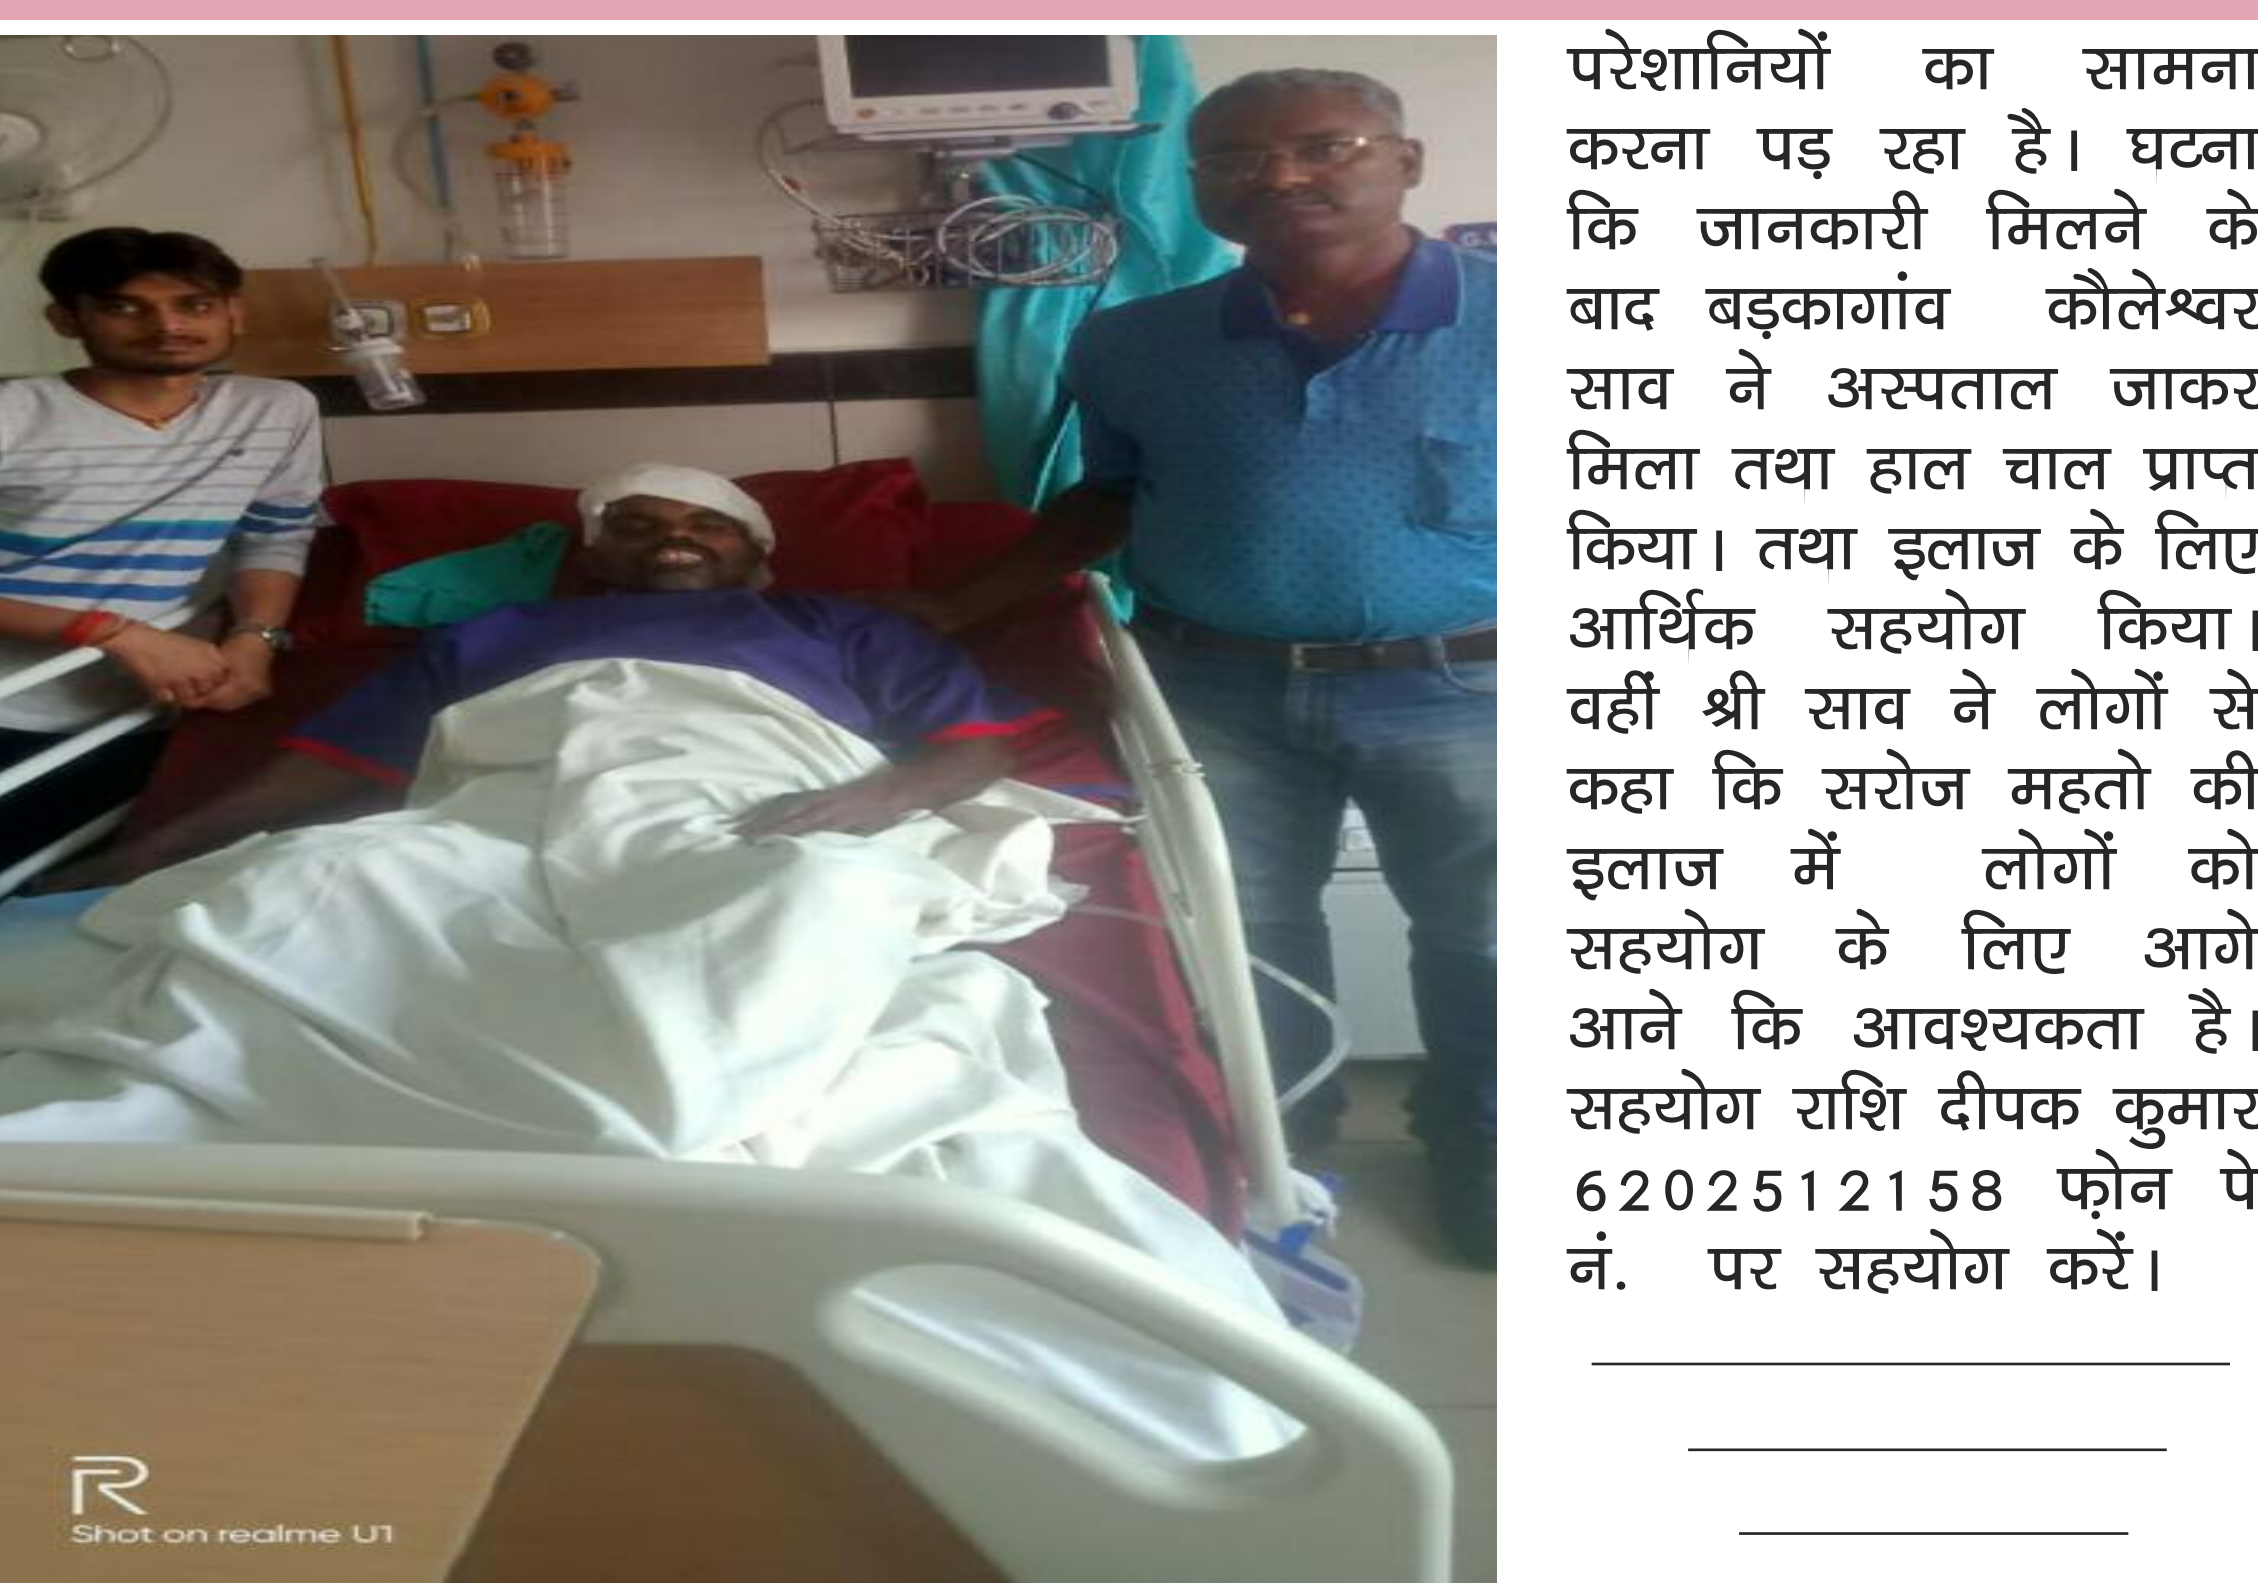 परेशानियों का सामना
करना पड़ रहा है। घटना
कि जानकारी मिलने के
बाद बड़कागांव कौलेश्वर
साव ने अस्पताल जाकर
मिला तथा हाल चाल प्राप्त
किया। तथा इलाज के लिए
आर्थिक सहयोग किया।
वहीं श्री साव ने लोगों से
कहा कि सरोज महतो की
इलाज में लोगों को
सहयोग के लिए आगे
आने कि आवश्यकता है।
सहयोग राशि दीपक कुमार
6202512158 फ़ोन पे
नं. पर सहयोग करें।
R
Shot on realme U1